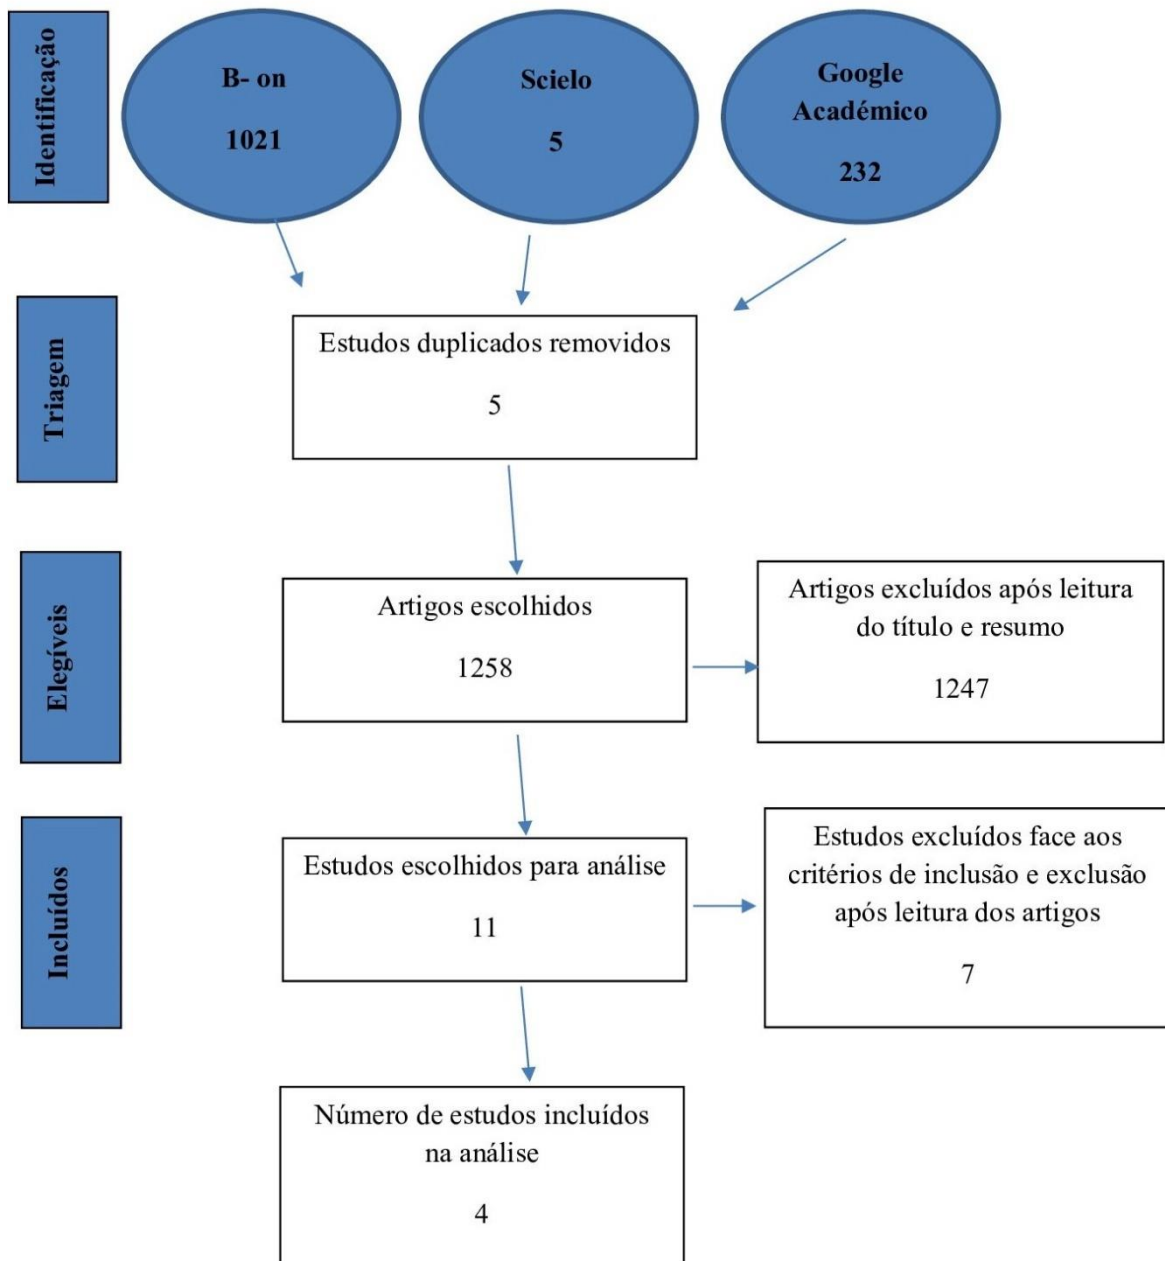 Identificação
B- on
1021
Scielo
5
Google
Académico
232
Triagem
Estudos duplicados removidos
5
Elegíveis
Artigos escolhidos
1258
Artigos excluídos após leitura
do título e resumo
1247
Incluídos
Estudos escolhidos para análise
11
Estudos excluídos face aos
critérios de inclusão e exclusão
após leitura dos artigos
7
Número de estudos incluídos
na análise
4